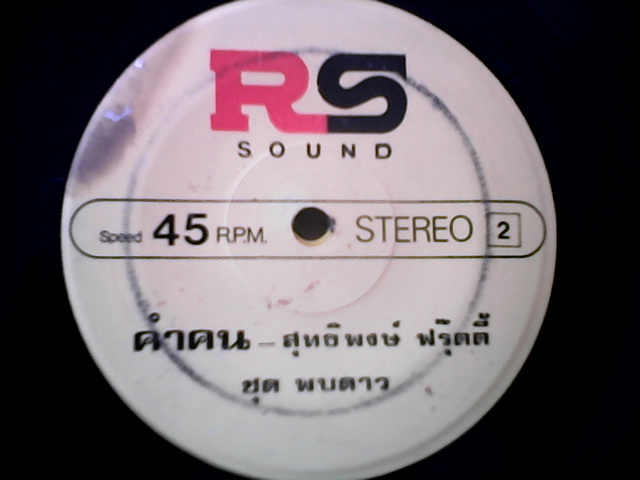 RS
SOUND
Speed 45 R.P.M. STEREO 2
คำคน – สุทธิพงษ์ ฟรุ๊ตตี้
ชุด พบดาว